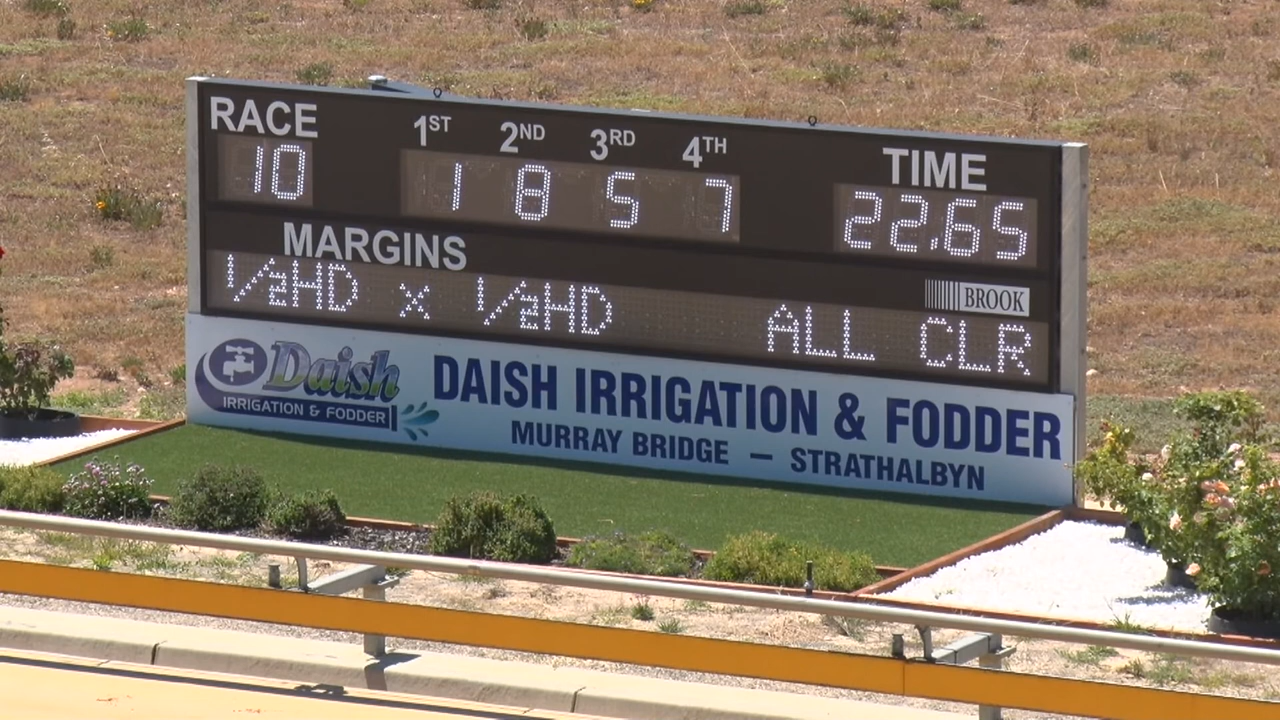 RACE 1ST 2ND 3RD 4TH TIME
10 1 8 5 7 22.65
MARGINS
BROOK
1/2HD x 1/2HD ALL CLR
Daish
IRRIGATION & FODDER
DAISH IRRIGATION & FODDER
MURRAY BRIDGE – STRATHALBYN